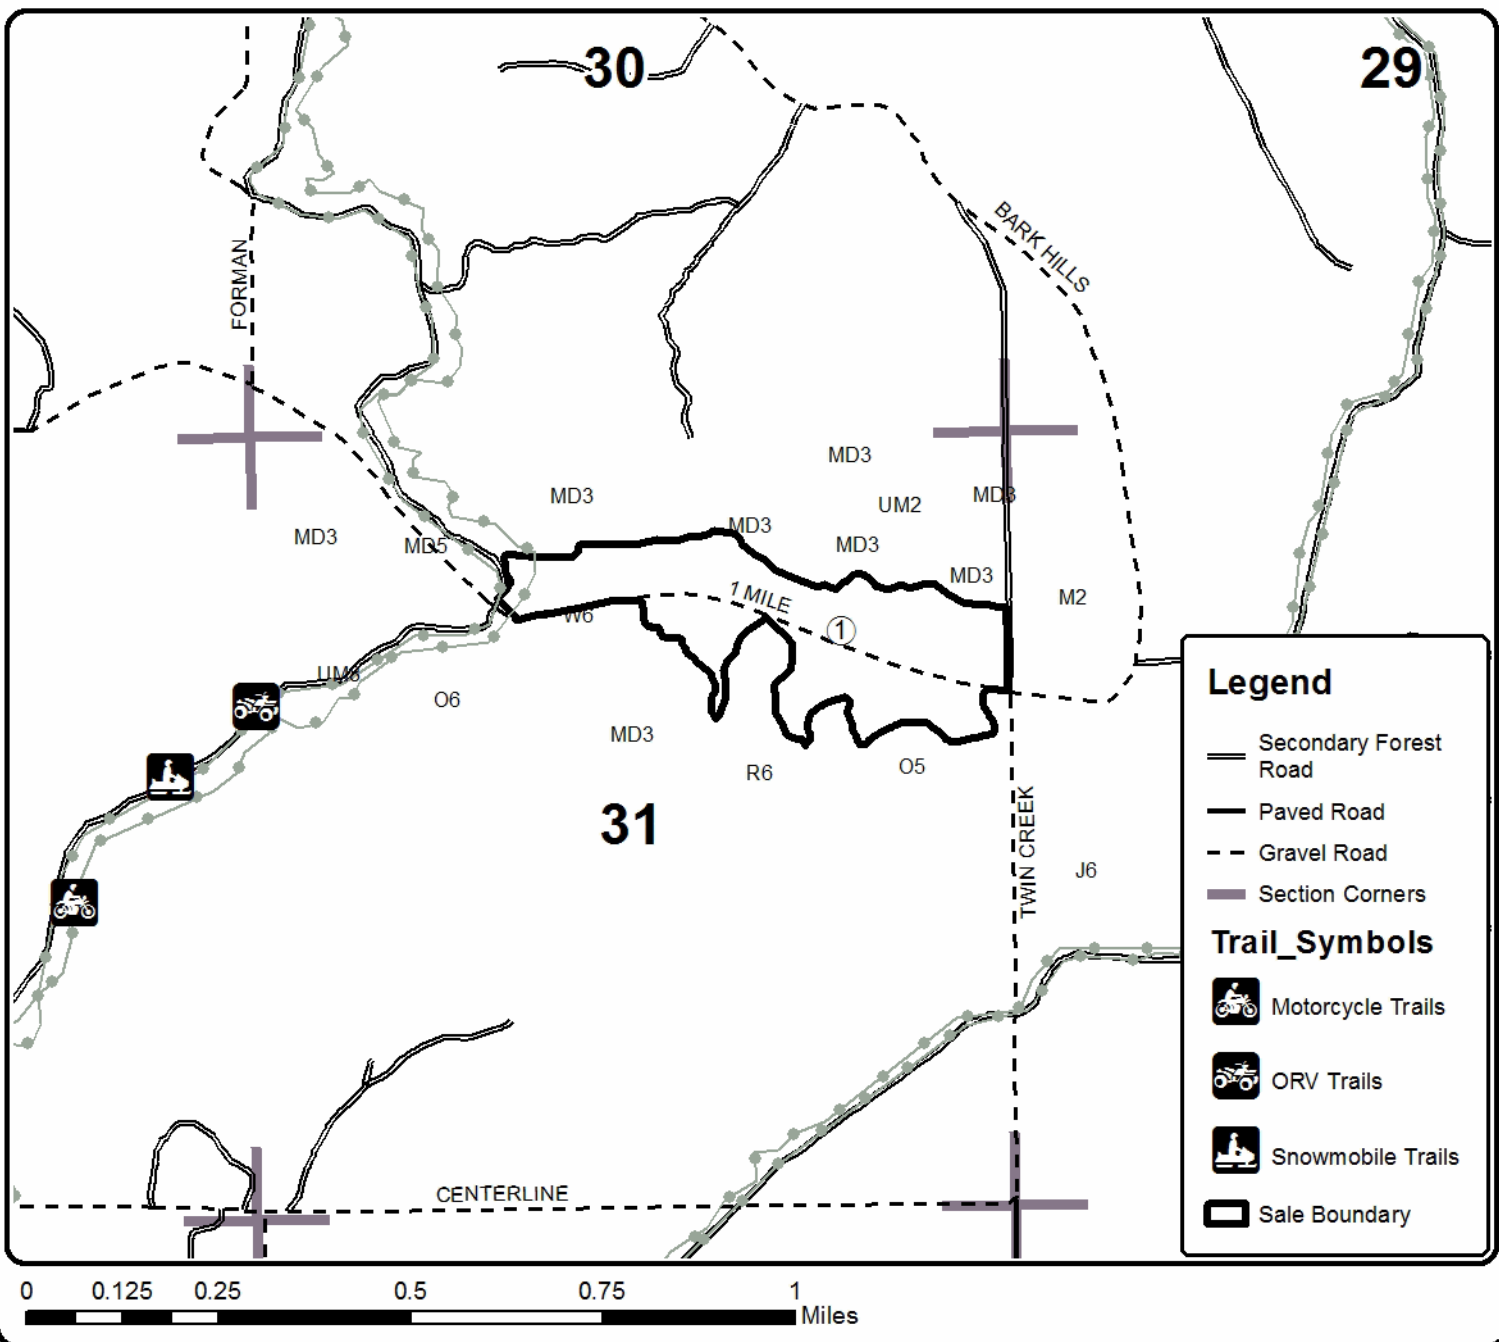 30
29
BARK HILLS
FORMAN
MD3
MD3
UM2
MD3
MD3
MD3
MD5
MD3
MD3
M2
1 MILE
1
W6
UM8
O6
MD3
R6
O5
31
TWIN CREEK
J6
CENTERLINE
Legend
Secondary Forest
Road
Paved Road
Gravel Road
Section Corners
Trail_Symbols
Motorcycle Trails
ORV Trails
Snowmobile Trails
Sale Boundary
0 0.125 0.25 0.5 0.75 1
Miles